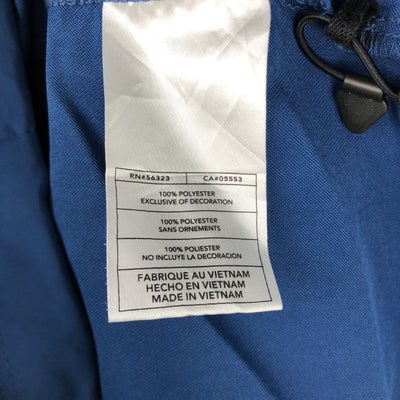 RN#56323 CA#05553
100% POLYESTER
EXCLUSIVE OF DECORATION
100% POLYESTER
SANS ORNEMENTS
100% POLIESTER
NO INCLUYE LA DECORACION
FABRIQUE AU VIETNAM
HECHO EN VIETNAM
MADE IN VIETNAM